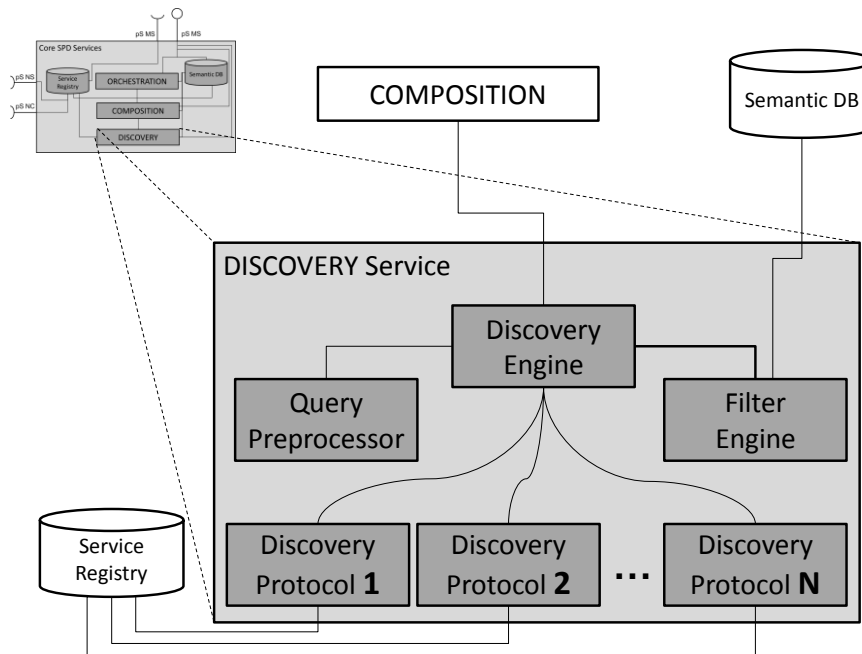 pS MS
pS MS
Core SPD Services
pS NS
Service
Registry
ORCHESTRATION
Semantic DB
pS NC
COMPOSITION
DISCOVERY
COMPOSITION
Semantic DB
DISCOVERY Service
Discovery
Engine
Query
Preprocessor
Filter
Engine
Service
Registry
Discovery
Protocol 1
Discovery
Protocol 2
...
Discovery
Protocol N